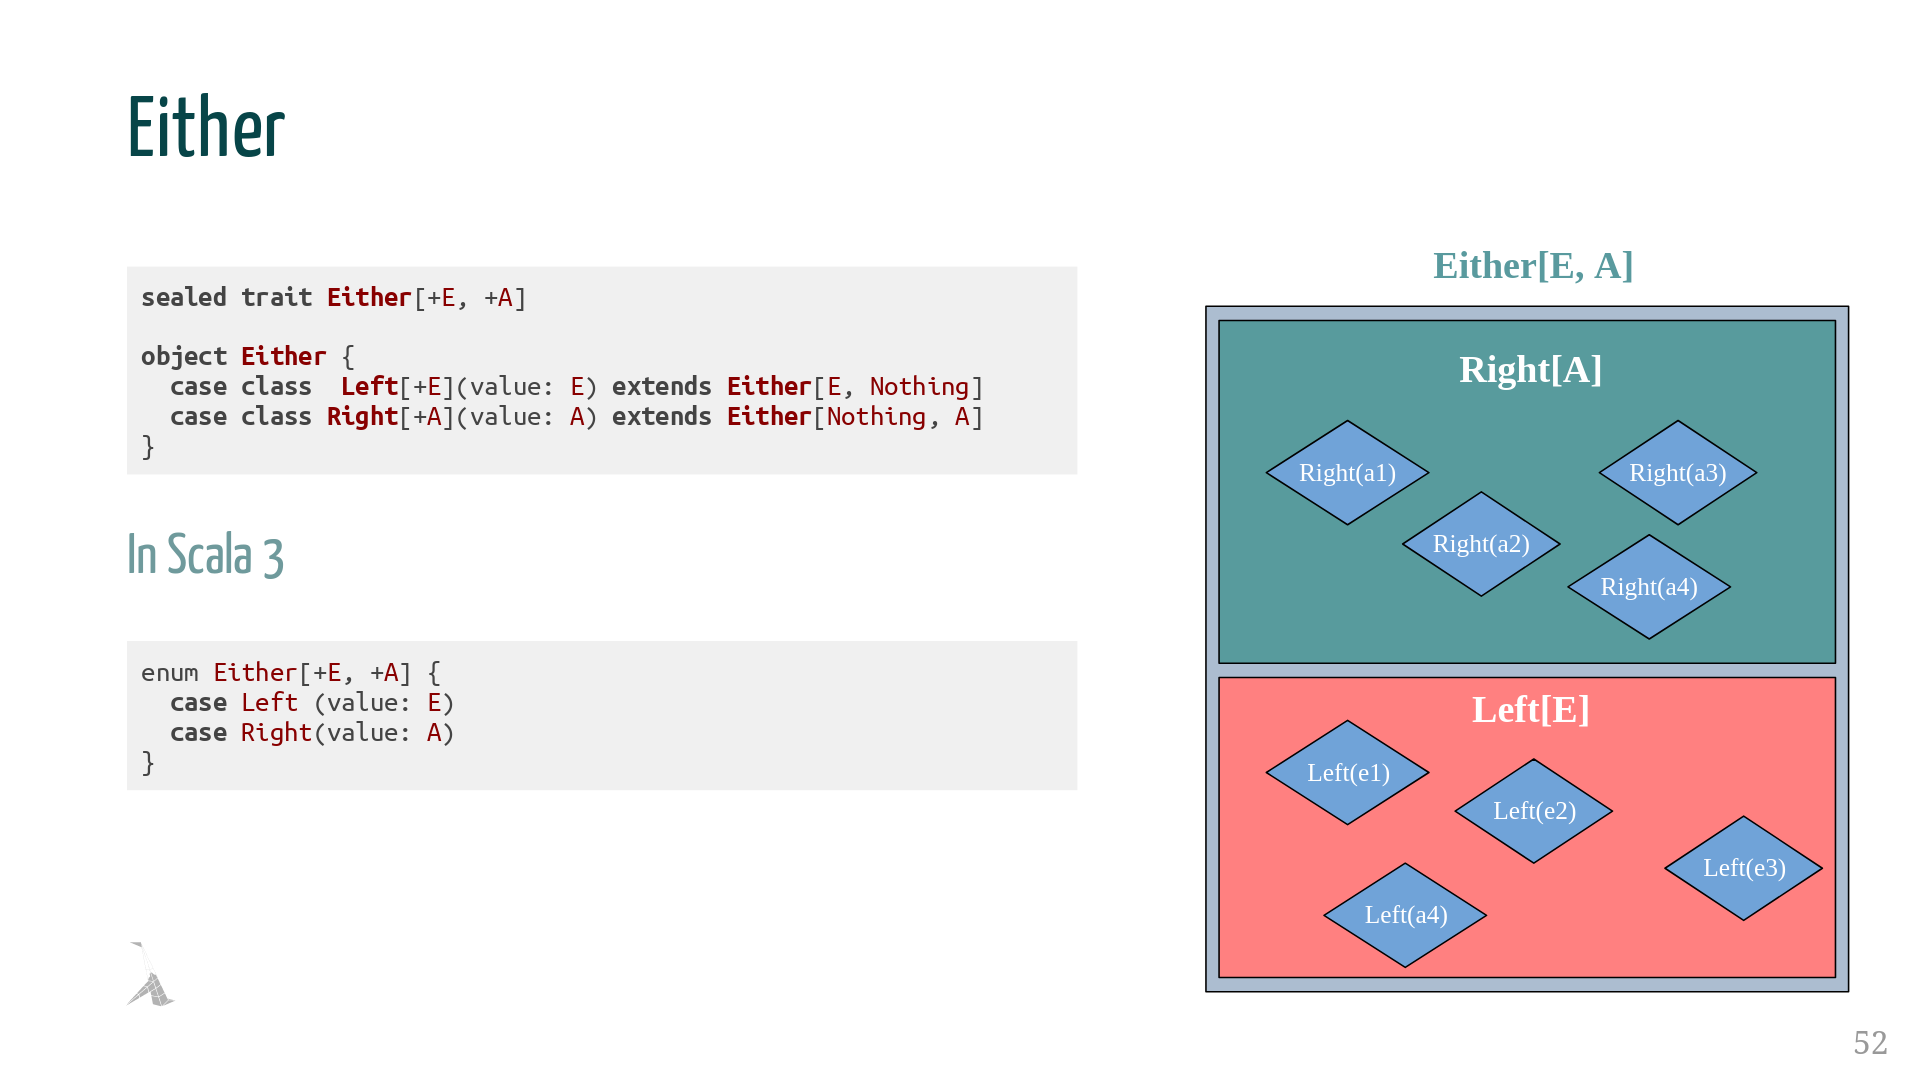 Either
sealed trait Either[+E, +A]
object Either {
  case class  Left[+E](value: E) extends Either[E, Nothing]
  case class Right[+A](value: A) extends Either[Nothing, A]
}
In Scala 3
enum Either[+E, +A] {
  case Left (value: E)
  case Right(value: A)
}
Either[E, A]
Right[A]
Right(a1)
Right(a3)
Right(a2)
Right(a4)
Left[E]
Left(e1)
Left(e2)
Left(e3)
Left(a4)
52